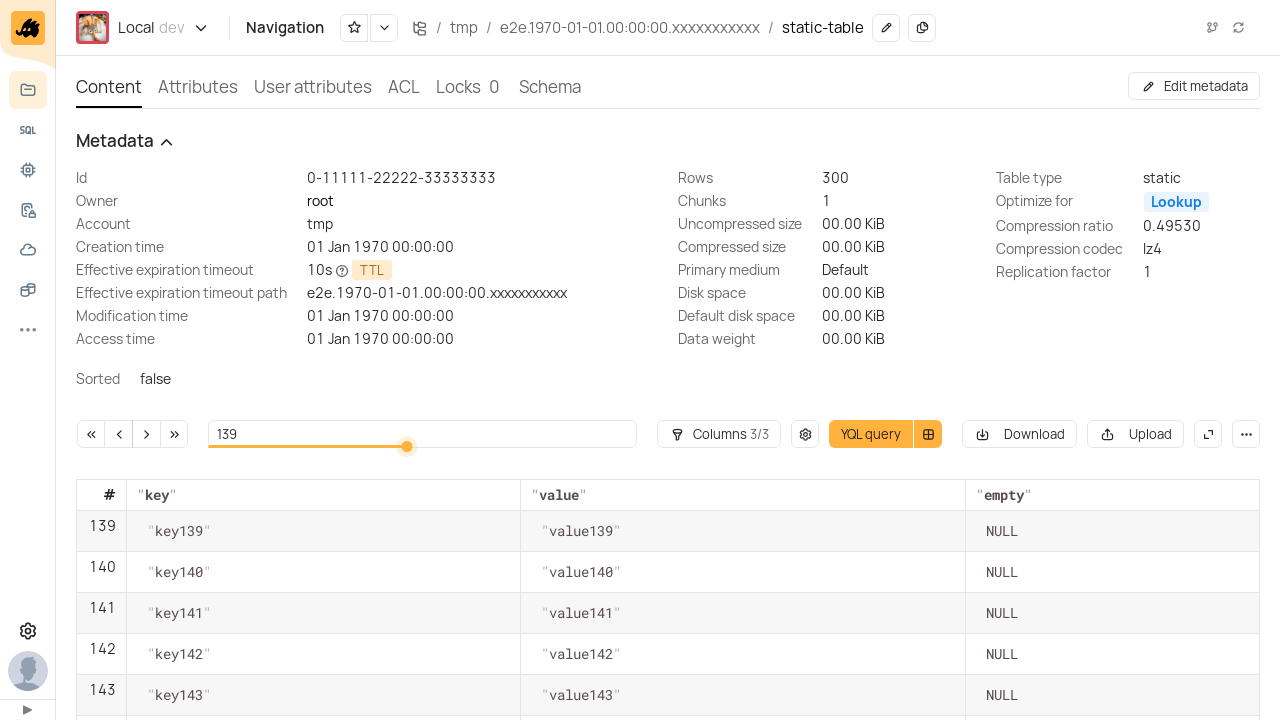 Local dev
Navigation
/ tmp / e2e.1970-01-01.00:00:00.xxxxxxxxxxx / static-table
SQL
Content Attributes User attributes ACL Locks 0 Schema
Edit metadata
Metadata
Id 0-11111-22222-33333333
Owner root
Account tmp
Creation time 01 Jan 1970 00:00:00
Effective expiration timeout 10s TTL
Effective expiration timeout path e2e.1970-01-01.00:00:00.xxxxxxxxxxx
Modification time 01 Jan 1970 00:00:00
Access time 01 Jan 1970 00:00:00
Rows 300
Chunks 1
Uncompressed size 00.00 KiB
Compressed size 00.00 KiB
Primary medium Default
Disk space 00.00 KiB
Default disk space 00.00 KiB
Data weight 00.00 KiB
Table type static
Optimize for Lookup
Compression ratio 0.49530
Compression codec lz4
Replication factor 1
Sorted false
139
Columns 3/3
YQL query
Download
Upload
# "key" "value" "empty"
139 "key139" "value139" NULL
140 "key140" "value140" NULL
141 "key141" "value141" NULL
142 "key142" "value142" NULL
143 "key143" "value143" NULL